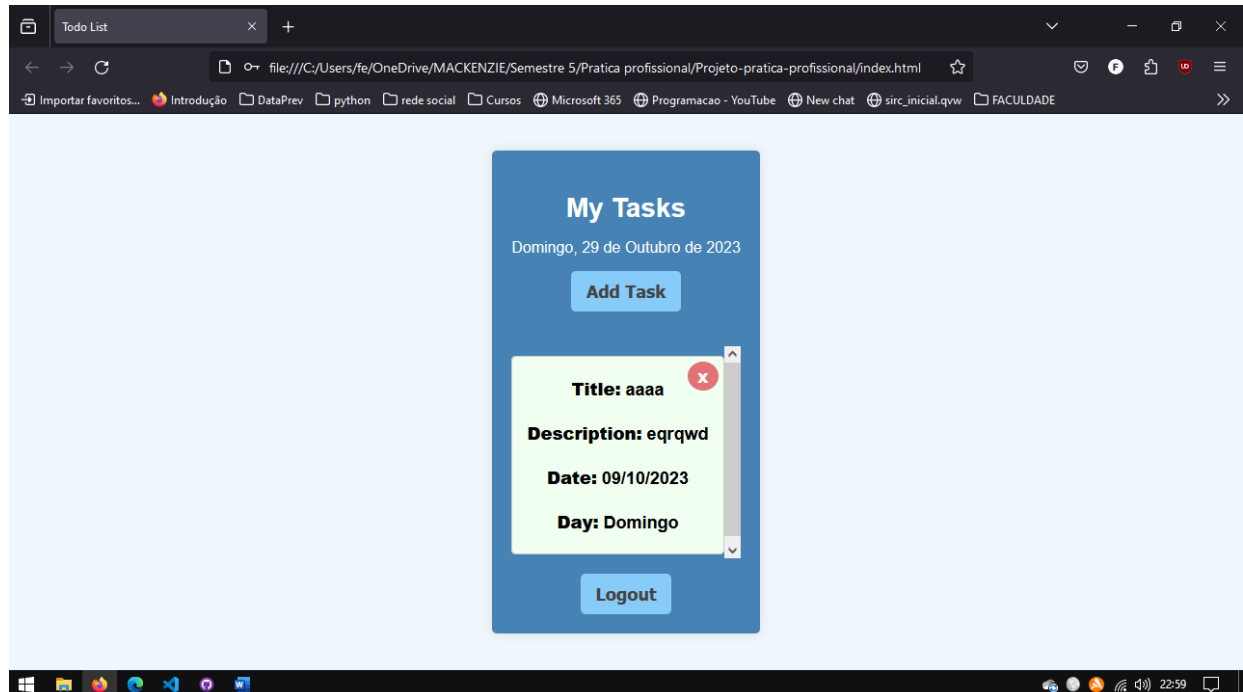 Todo List
file:///C:/Users/fe/OneDrive/MACKENZIE/Semestre 5/Pratica profissional/Projeto-pratica-profissional/index.html
Importar favoritos... Introdução DataPrev python rede social Cursos Microsoft 365 Programacao - YouTube New chat sirc_inicial.qvw FACULDADE
My Tasks
Domingo, 29 de Outubro de 2023
Add Task
x
Title: aaaa
Description: eqrqwd
Date: 09/10/2023
Day: Domingo
Logout
22:59